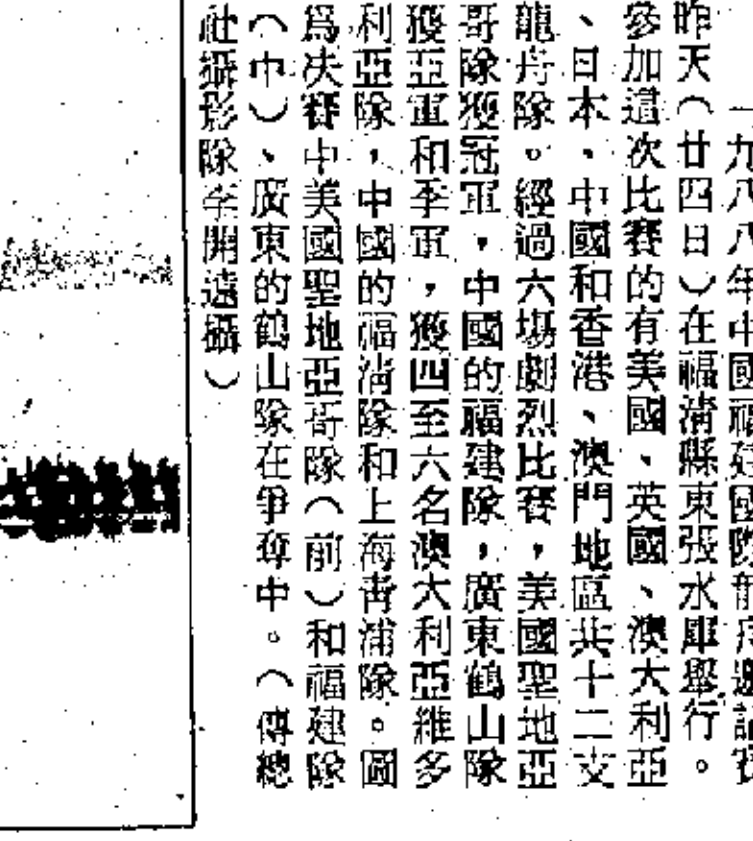 一九八八年中國福建國際龍舟邀請賽
昨天（廿四日）在福清縣東張水庫舉行。
參加這次比賽的有美國、英國、澳大利亞
、日本、中國和香港、澳門地區共十二支
龍舟隊。經過六場劇烈比賽，美國聖地亞
哥隊獲冠軍，中國的福建隊，廣東鶴山隊
獲亞軍和季軍，獲四至六名澳大利亞維多
利亞隊，中國的福清隊和上海青浦隊。圖
爲决賽中美國聖地亞哥隊（前）和福建隊
（中）、廣東的鶴山隊在爭奪中。（傳總
社攝影隊李開遠攝）